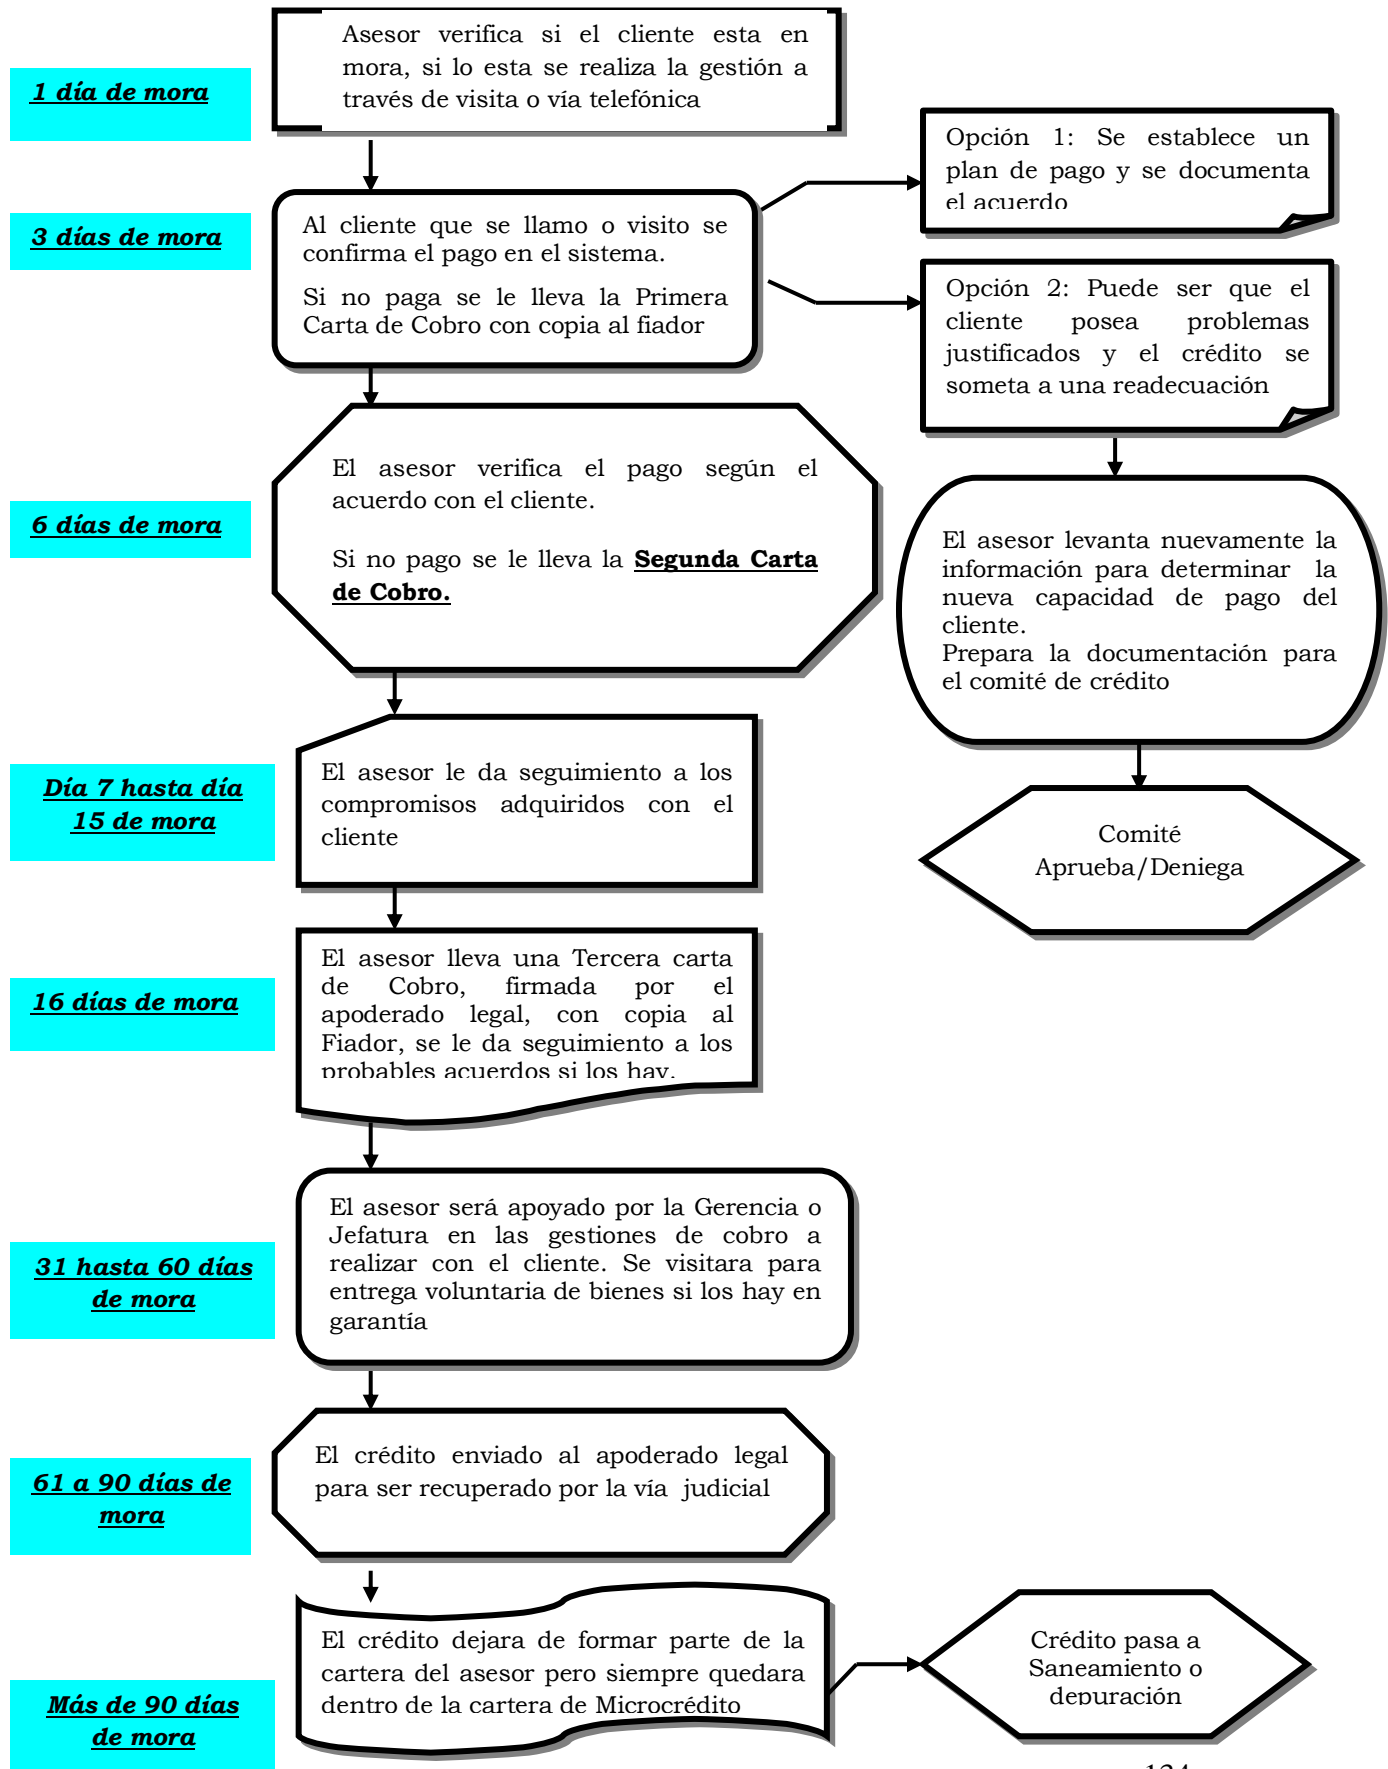 Asesor verifica si el cliente esta en
mora, si lo esta se realiza la gestión a
través de visita o vía telefónica
1 día de mora
Opción 1: Se establece un
plan de pago y se documenta
el acuerdo
3 días de mora
Al cliente que se llamo o visito se
confirma el pago en el sistema.
Si no paga se le lleva la Primera
Carta de Cobro con copia al fiador
Opción 2: Puede ser que el
cliente posea problemas
justificados y el crédito se
someta a una readecuación
6 días de mora
El asesor verifica el pago según el
acuerdo con el cliente.
Si no pago se le lleva la Segunda Carta
de Cobro.
El asesor levanta nuevamente la
información para determinar la
nueva capacidad de pago del
cliente.
Prepara la documentación para
el comité de crédito
Día 7 hasta día
15 de mora
El asesor le da seguimiento a los
compromisos adquiridos con el
cliente
Comité
Aprueba/Deniega
16 días de mora
El asesor lleva una Tercera carta
de Cobro, firmada por el
apoderado legal, con copia al
Fiador, se le da seguimiento a los
probables acuerdos si los hay.
31 hasta 60 días
de mora
El asesor será apoyado por la Gerencia o
Jefatura en las gestiones de cobro a
realizar con el cliente. Se visitara para
entrega voluntaria de bienes si los hay en
garantía
61 a 90 días de
mora
El crédito enviado al apoderado legal
para ser recuperado por la vía judicial
Más de 90 días
de mora
El crédito dejara de formar parte de la
cartera del asesor pero siempre quedara
dentro de la cartera de Microcrédito
Crédito pasa a
Saneamiento o
depuración